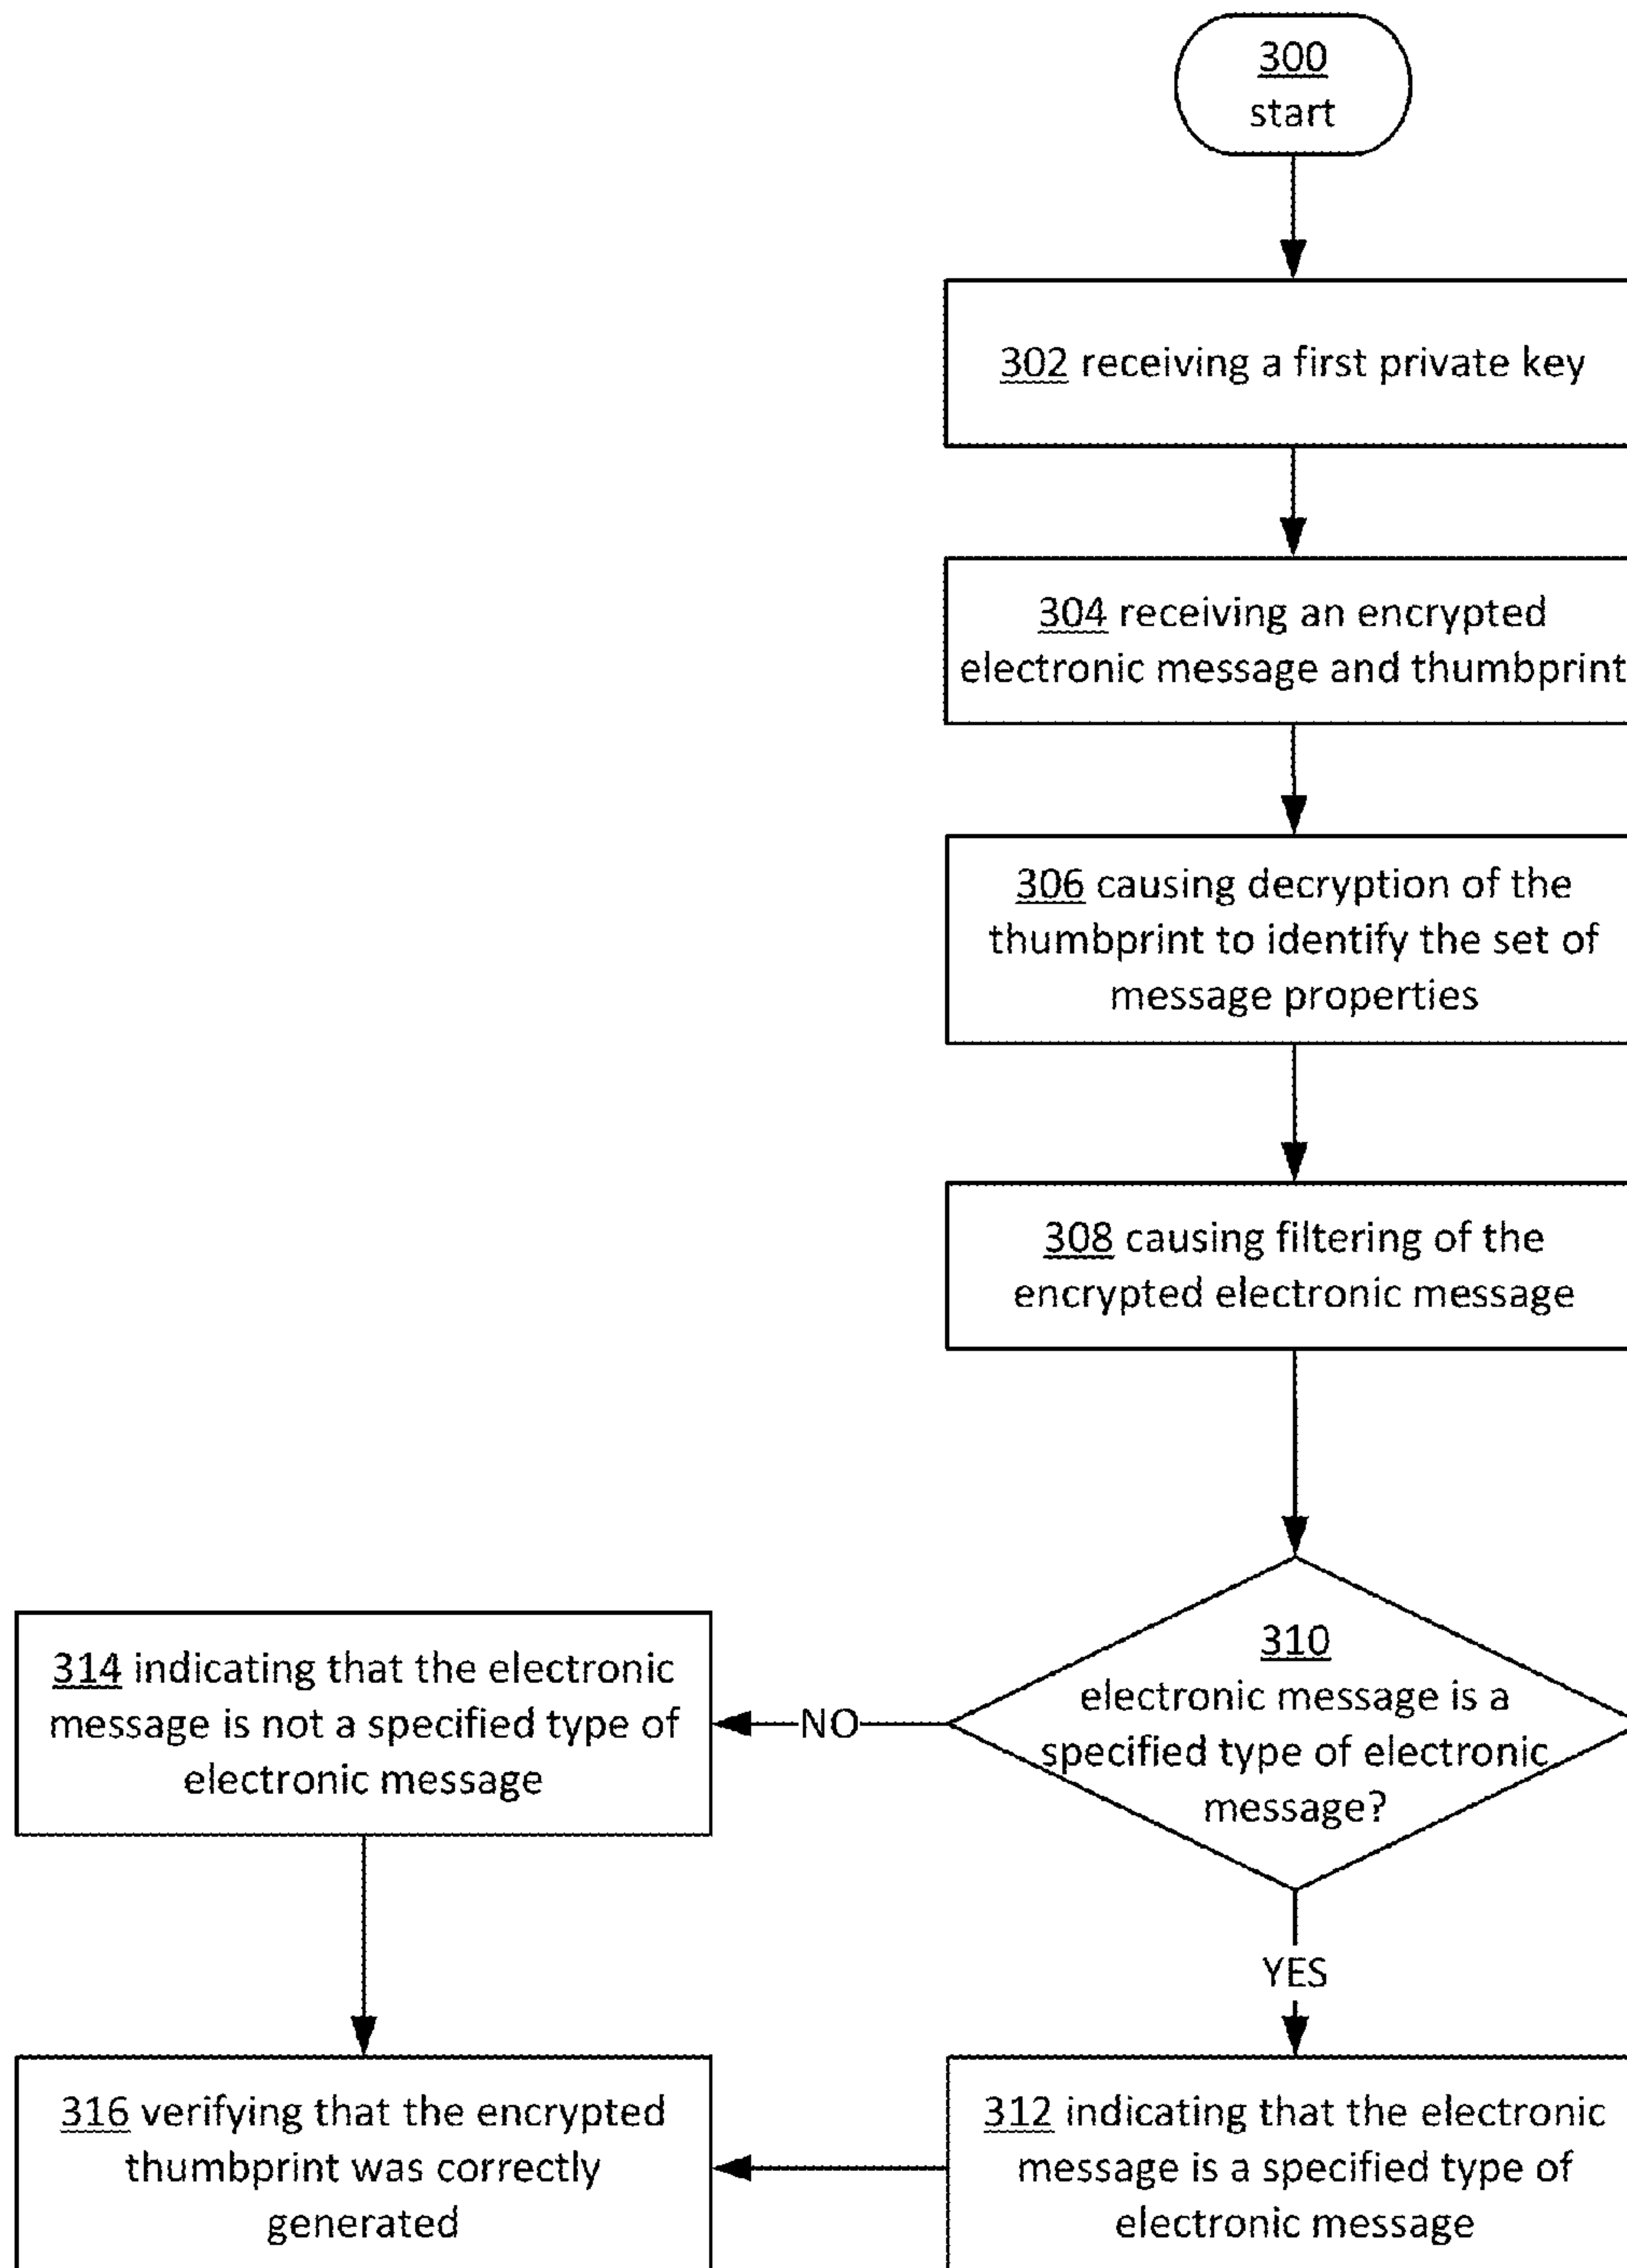 300
start
302 receiving a first private key
304 receiving an encrypted
electronic message and thumbprint
306 causing decryption of the
thumbprint to identify the set of
message properties
308 causing filtering of the
encrypted electronic message
310
electronic message is a
specified type of electronic
message?
NO
314 indicating that the electronic
message is not a specified type of
electronic message
YES
312 indicating that the electronic
message is a specified type of
electronic message
316 verifying that the encrypted
thumbprint was correctly
generated